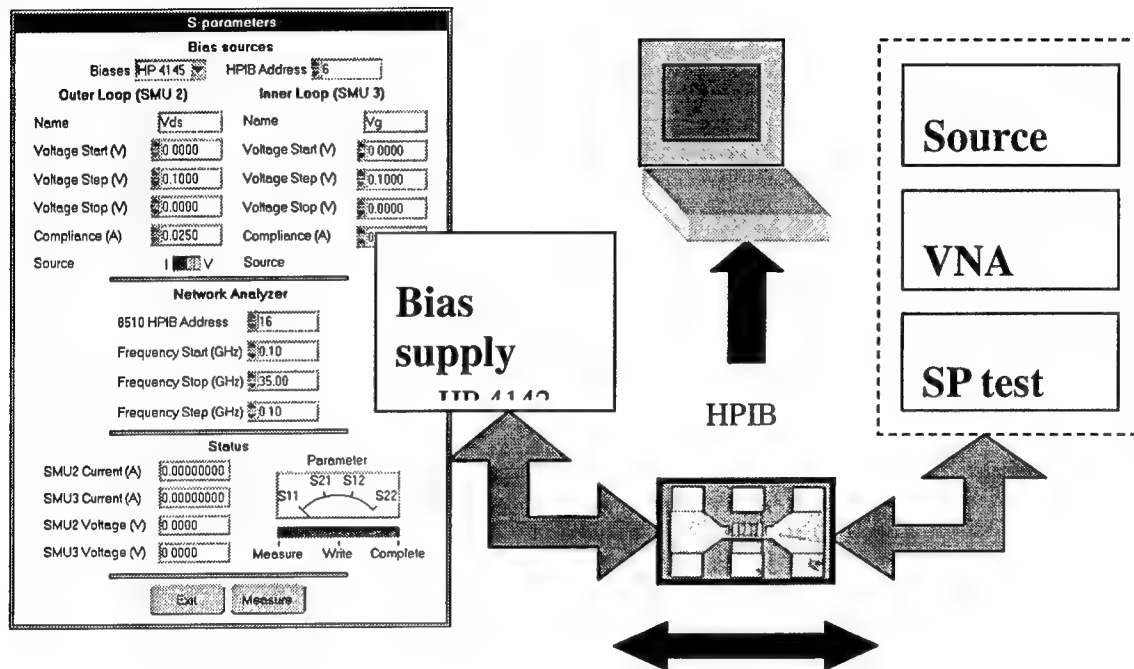 S-parameters
Bias sources
Biases HP 4145 HPIB Address 6
Outer Loop (SMU 2) Inner Loop (SMU 3)
Name Vds Name Vg
Voltage Start (V) 0.0000 Voltage Start (V) 0.0000
Voltage Step (V) 0.1000 Voltage Step (V) 0.1000
Voltage Stop (V) 0.0000 Voltage Stop (V) 0.0000
Compliance (A) 0.0250 Compliance (A)
Source I V Source
Network Analyzer
8510 HPIB Address 16
Frequency Start (GHz) 0.10
Frequency Stop (GHz) 35.00
Frequency Step (GHz) 0.10
Status
SMU2 Current (A) 0.00000000
SMU3 Current (A) 0.00000000
SMU2 Voltage (V) 0.0000
SMU3 Voltage (V) 0.0000
Parameter
S11 S21 S12 S22
Measure Write Complete
Exit Measure
Bias
supply
HP 4142
HPIB
Source
VNA
SP test